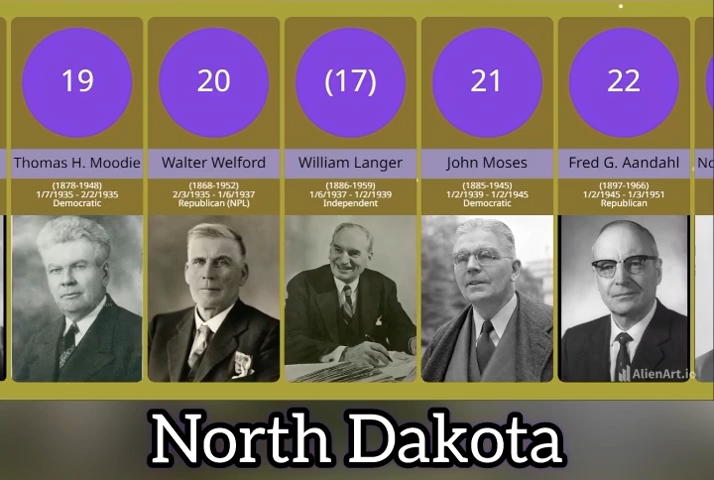 19
Thomas H. Moodie
(1878-1948)
1/7/1935 - 2/2/1935
Democratic
20
Walter Welford
(1868-1952)
2/3/1935 - 1/6/1937
Republican (NPL)
(17)
William Langer
(1886-1959)
1/6/1937 - 1/2/1939
Independent
21
John Moses
(1885-1945)
1/2/1939 - 1/2/1945
Democratic
22
Fred G. Aandahl
(1897-1966)
1/2/1945 - 1/3/1951
Republican
No
AlienArt.io
North Dakota